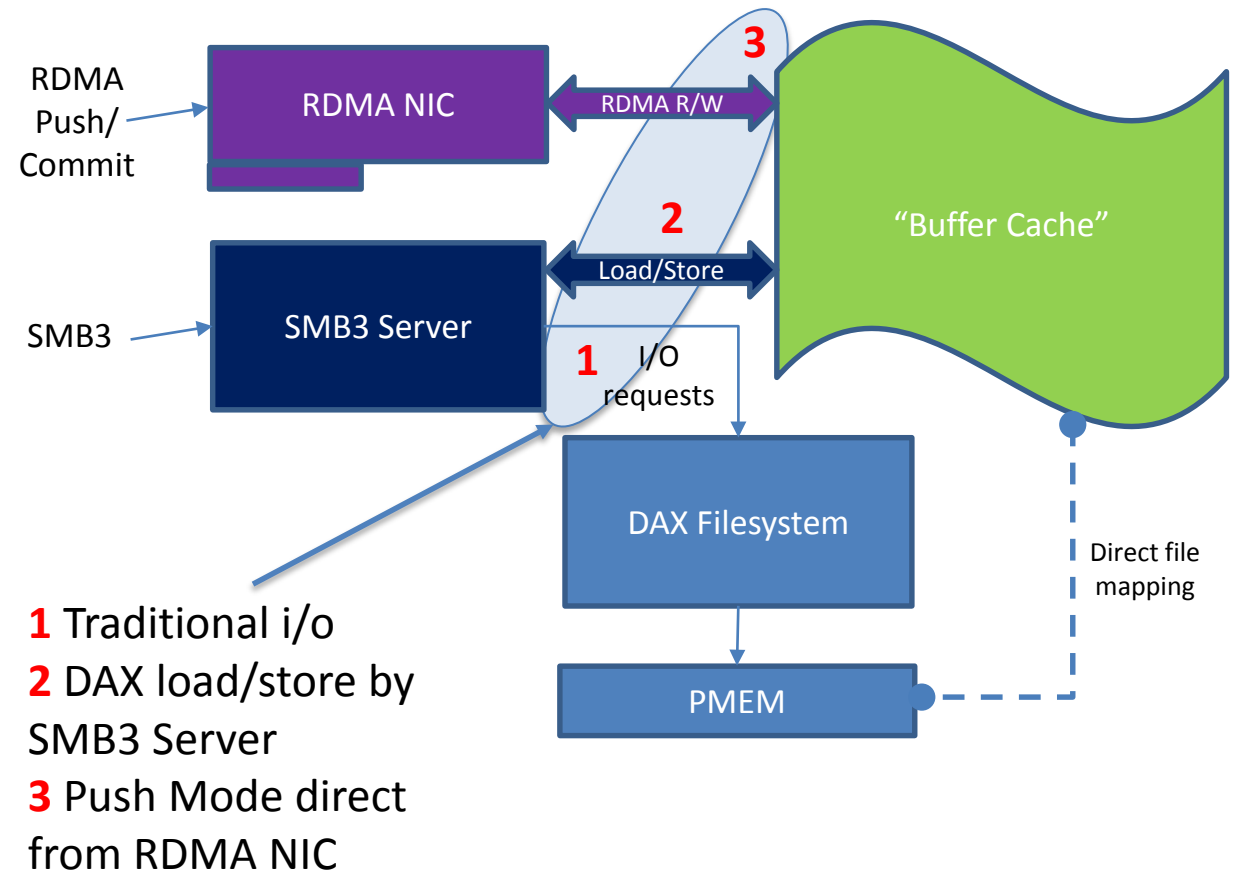 RDMA
Push/
Commit
RDMA NIC
RDMA R/W
3
"Buffer Cache"
2
Load/Store
SMB3
SMB3 Server
1
I/O
requests
DAX Filesystem
Direct file
mapping
PMEM
1 Traditional i/o
2 DAX load/store by
SMB3 Server
3 Push Mode direct
from RDMA NIC